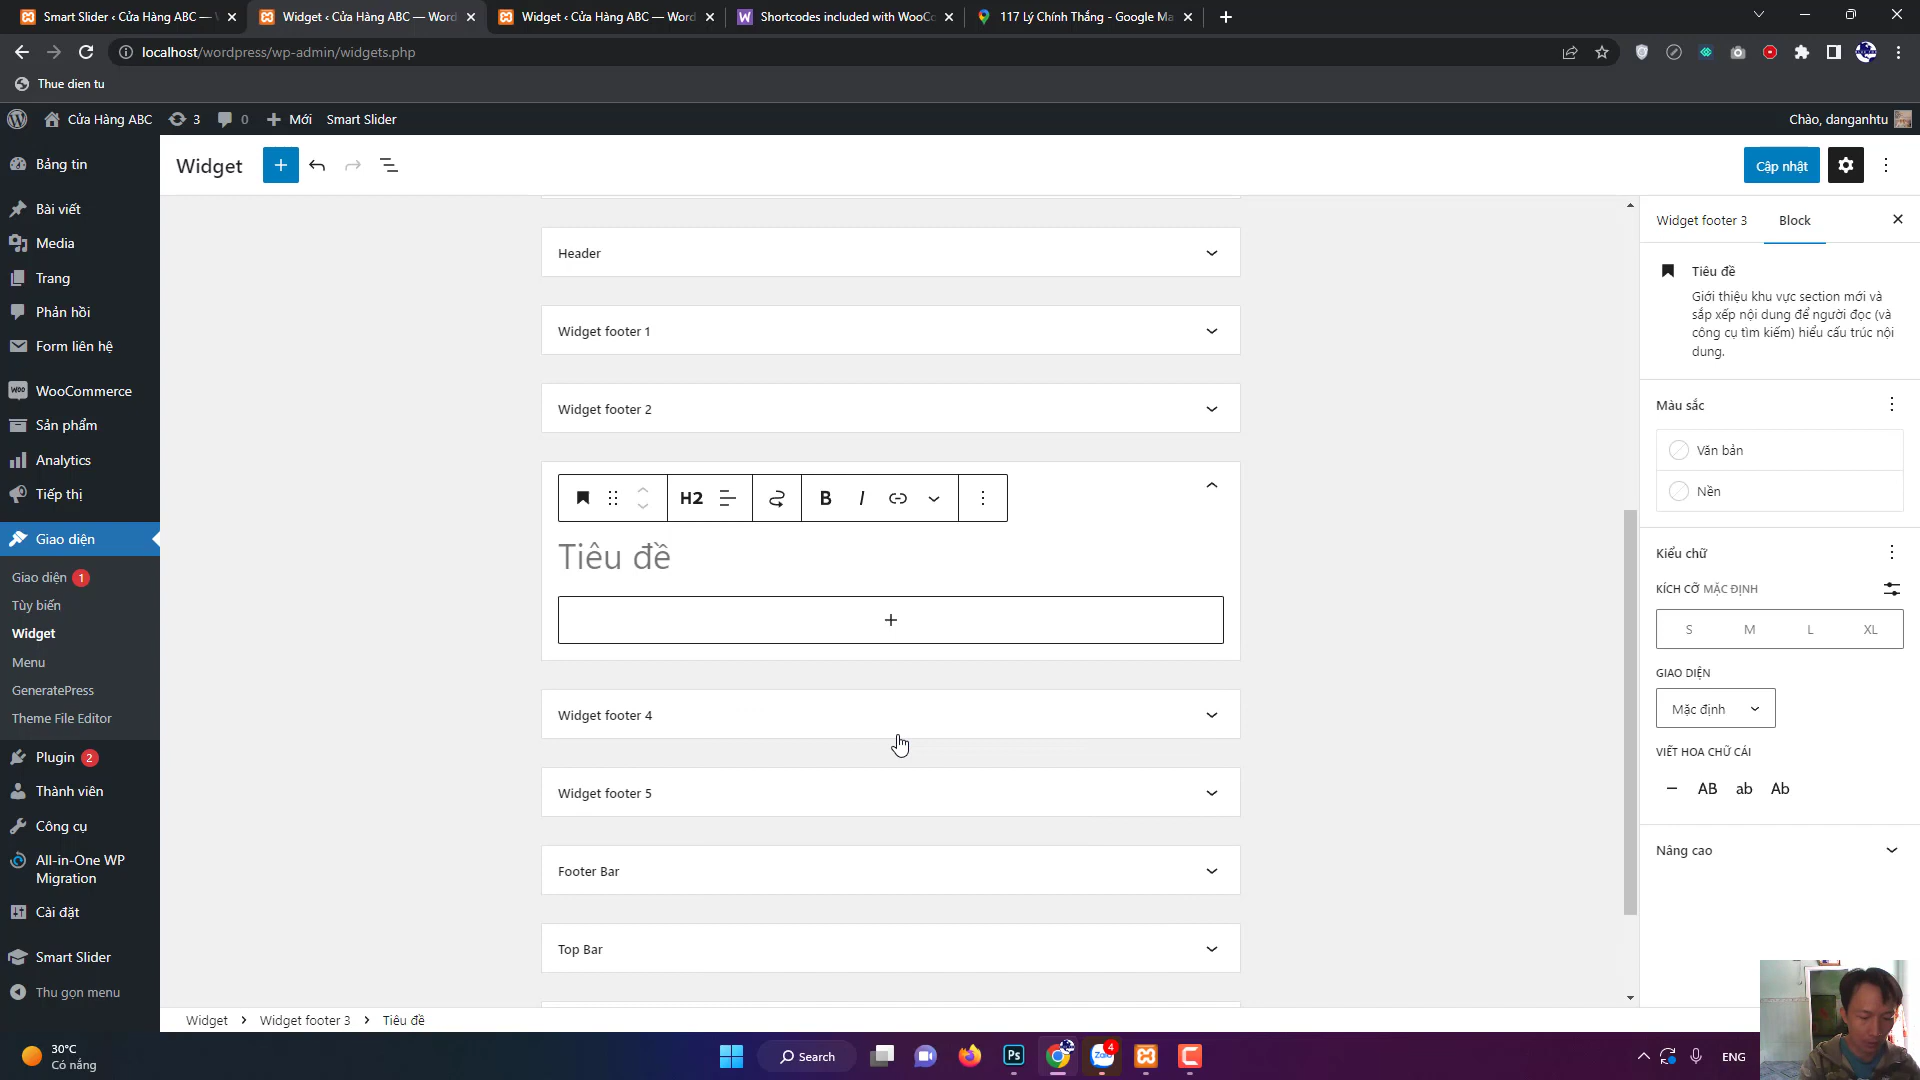 Smart Slider ‹ Cửa Hàng ABC —
Widget ‹ Cửa Hàng ABC — Word
Widget ‹ Cửa Hàng ABC — Word
Shortcodes included with WooCo
117 Lý Chính Thắng - Google Ma
localhost/wordpress/wp-admin/widgets.php
Thue dien tu
Cửa Hàng ABC
3
0
Mới
Smart Slider
Chào, danganhtu
Bảng tin
Bài viết
Media
Trang
Phản hồi
Form liên hệ
WooCommerce
Sản phẩm
Analytics
Tiếp thị
Giao diện
Giao diện 1
Tùy biến
Widget
Menu
GeneratePress
Theme File Editor
Plugin 2
Thành viên
Công cụ
All-in-One WP
Migration
Cài đặt
Smart Slider
Thu gọn menu
Widget
Cập nhật
Header
Widget footer 1
Widget footer 2
H2
B
I
Tiêu đề
Widget footer 4
Widget footer 5
Footer Bar
Top Bar
Widget footer 3
Block
Tiêu đề
Giới thiệu khu vực section mới và
sắp xếp nội dung để người đọc (và
công cụ tìm kiếm) hiểu cấu trúc nội
dung.
Màu sắc
Văn bản
Nền
Kiểu chữ
KÍCH CỠ MẶC ĐỊNH
S
M
L
XL
GIAO DIỆN
Mặc định
VIẾT HOA CHỮ CÁI
AB
ab
Ab
Nâng cao
Widget
Widget footer 3
Tiêu đề
30°C
Có nắng
Search
Ps
Zalo
4
ENG